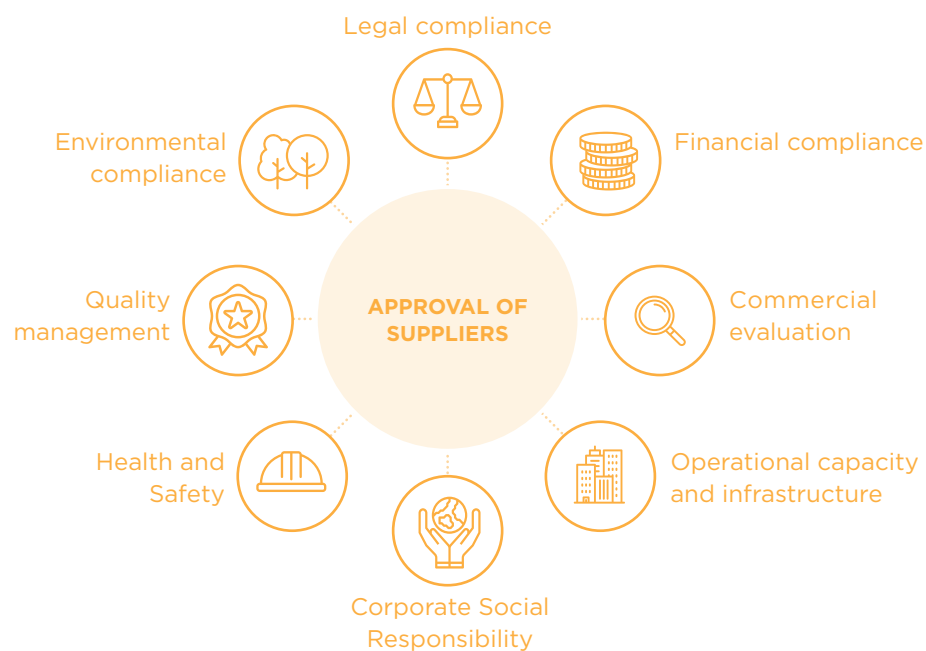 Legal compliance
Financial compliance
Environmental
compliance
Quality
management
APPROVAL OF
SUPPLIERS
Commercial
evaluation
Health and
Safety
Operational capacity
and infrastructure
Corporate Social
Responsibility